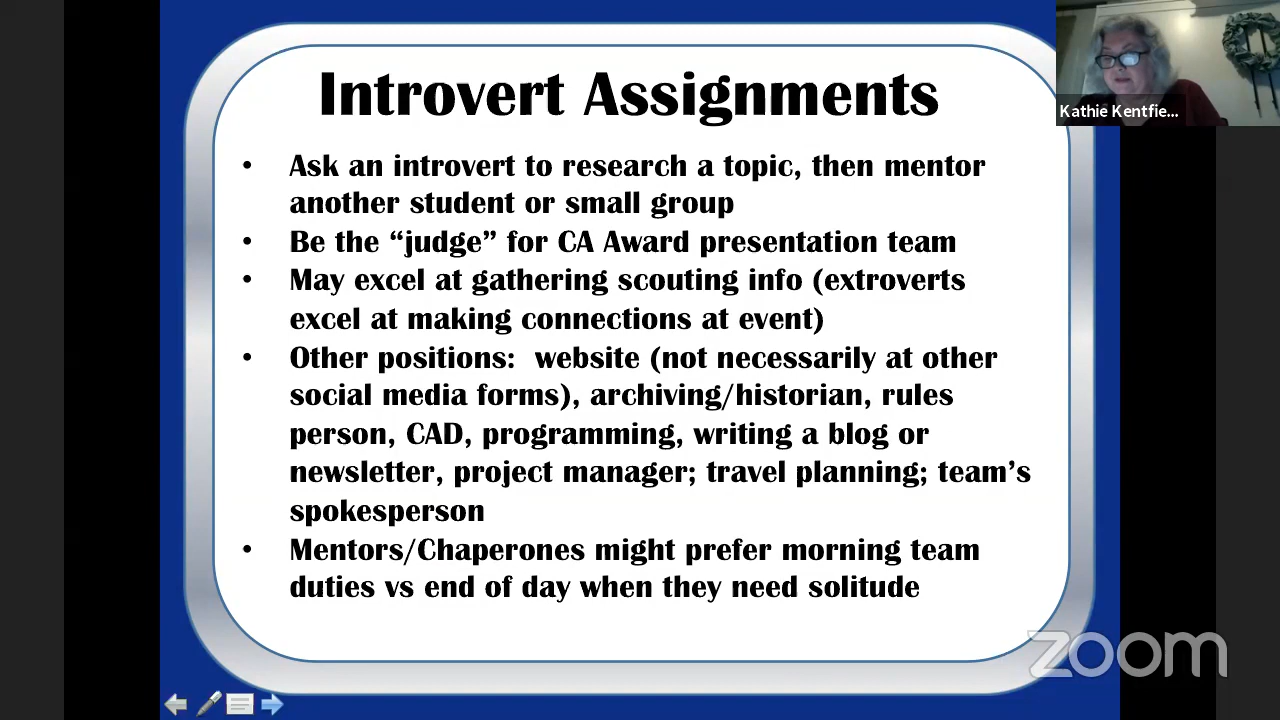 Introvert Assignments
Kathie Kentfie...
• Ask an introvert to research a topic, then mentor
another student or small group
• Be the “judge” for CA Award presentation team
• May excel at gathering scouting info (extroverts
excel at making connections at event)
• Other positions:  website (not necessarily at other
social media forms), archiving/historian, rules
person, CAD, programming, writing a blog or
newsletter, project manager; travel planning; team’s
spokesperson
• Mentors/Chaperones might prefer morning team
duties vs end of day when they need solitude
zoom